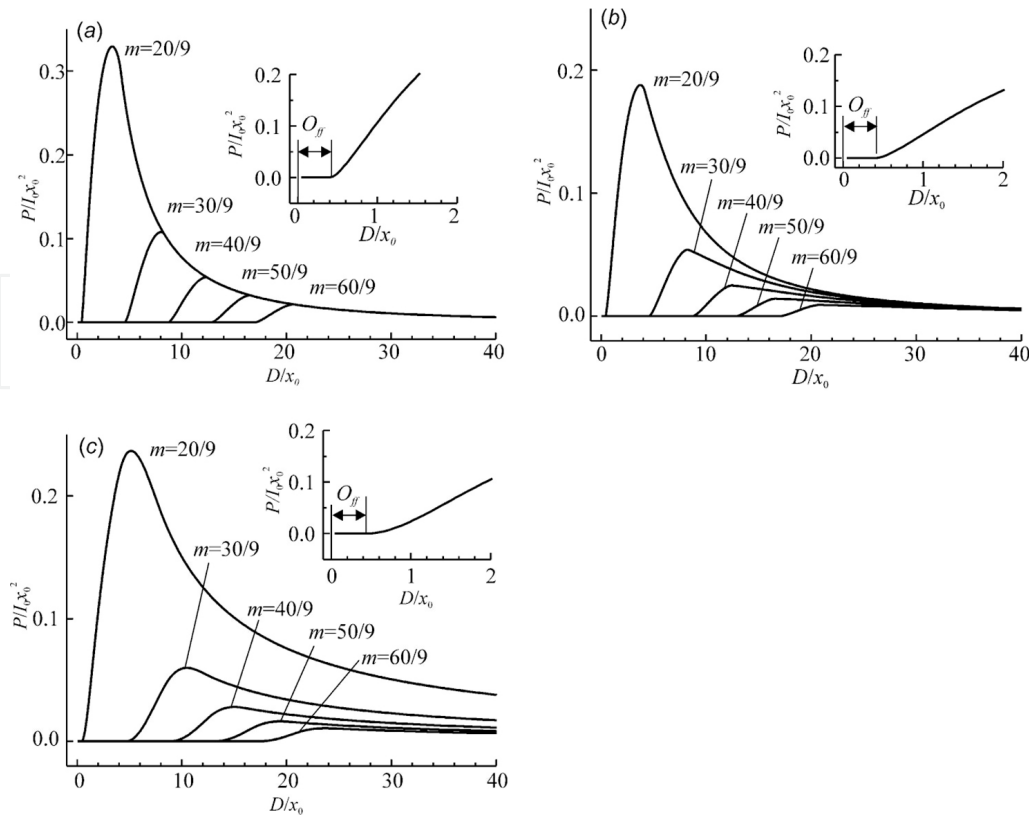 (a)
m=20/9
m=30/9
m=40/9
m=50/9
m=60/9
P/I₀x₀²
0.3
0.2
0.1
0.0
0
10
20
30
40
D/x₀
P/I₀x₀²
0.2
0.1
0.0
Off
0
1
2
D/x₀
(b)
m=20/9
m=30/9
m=40/9
m=50/9
m=60/9
P/I₀x₀²
0.2
0.1
0.0
0
10
20
30
40
D/x₀
P/I₀x₀²
0.2
0.1
0.0
Off
0
1
2
D/x₀
(c)
m=20/9
m=30/9
m=40/9
m=50/9
m=60/9
P/I₀x₀²
0.2
0.1
0.0
0
10
20
30
40
D/x₀
P/I₀x₀²
0.2
0.1
0.0
Off
0
1
2
D/x₀